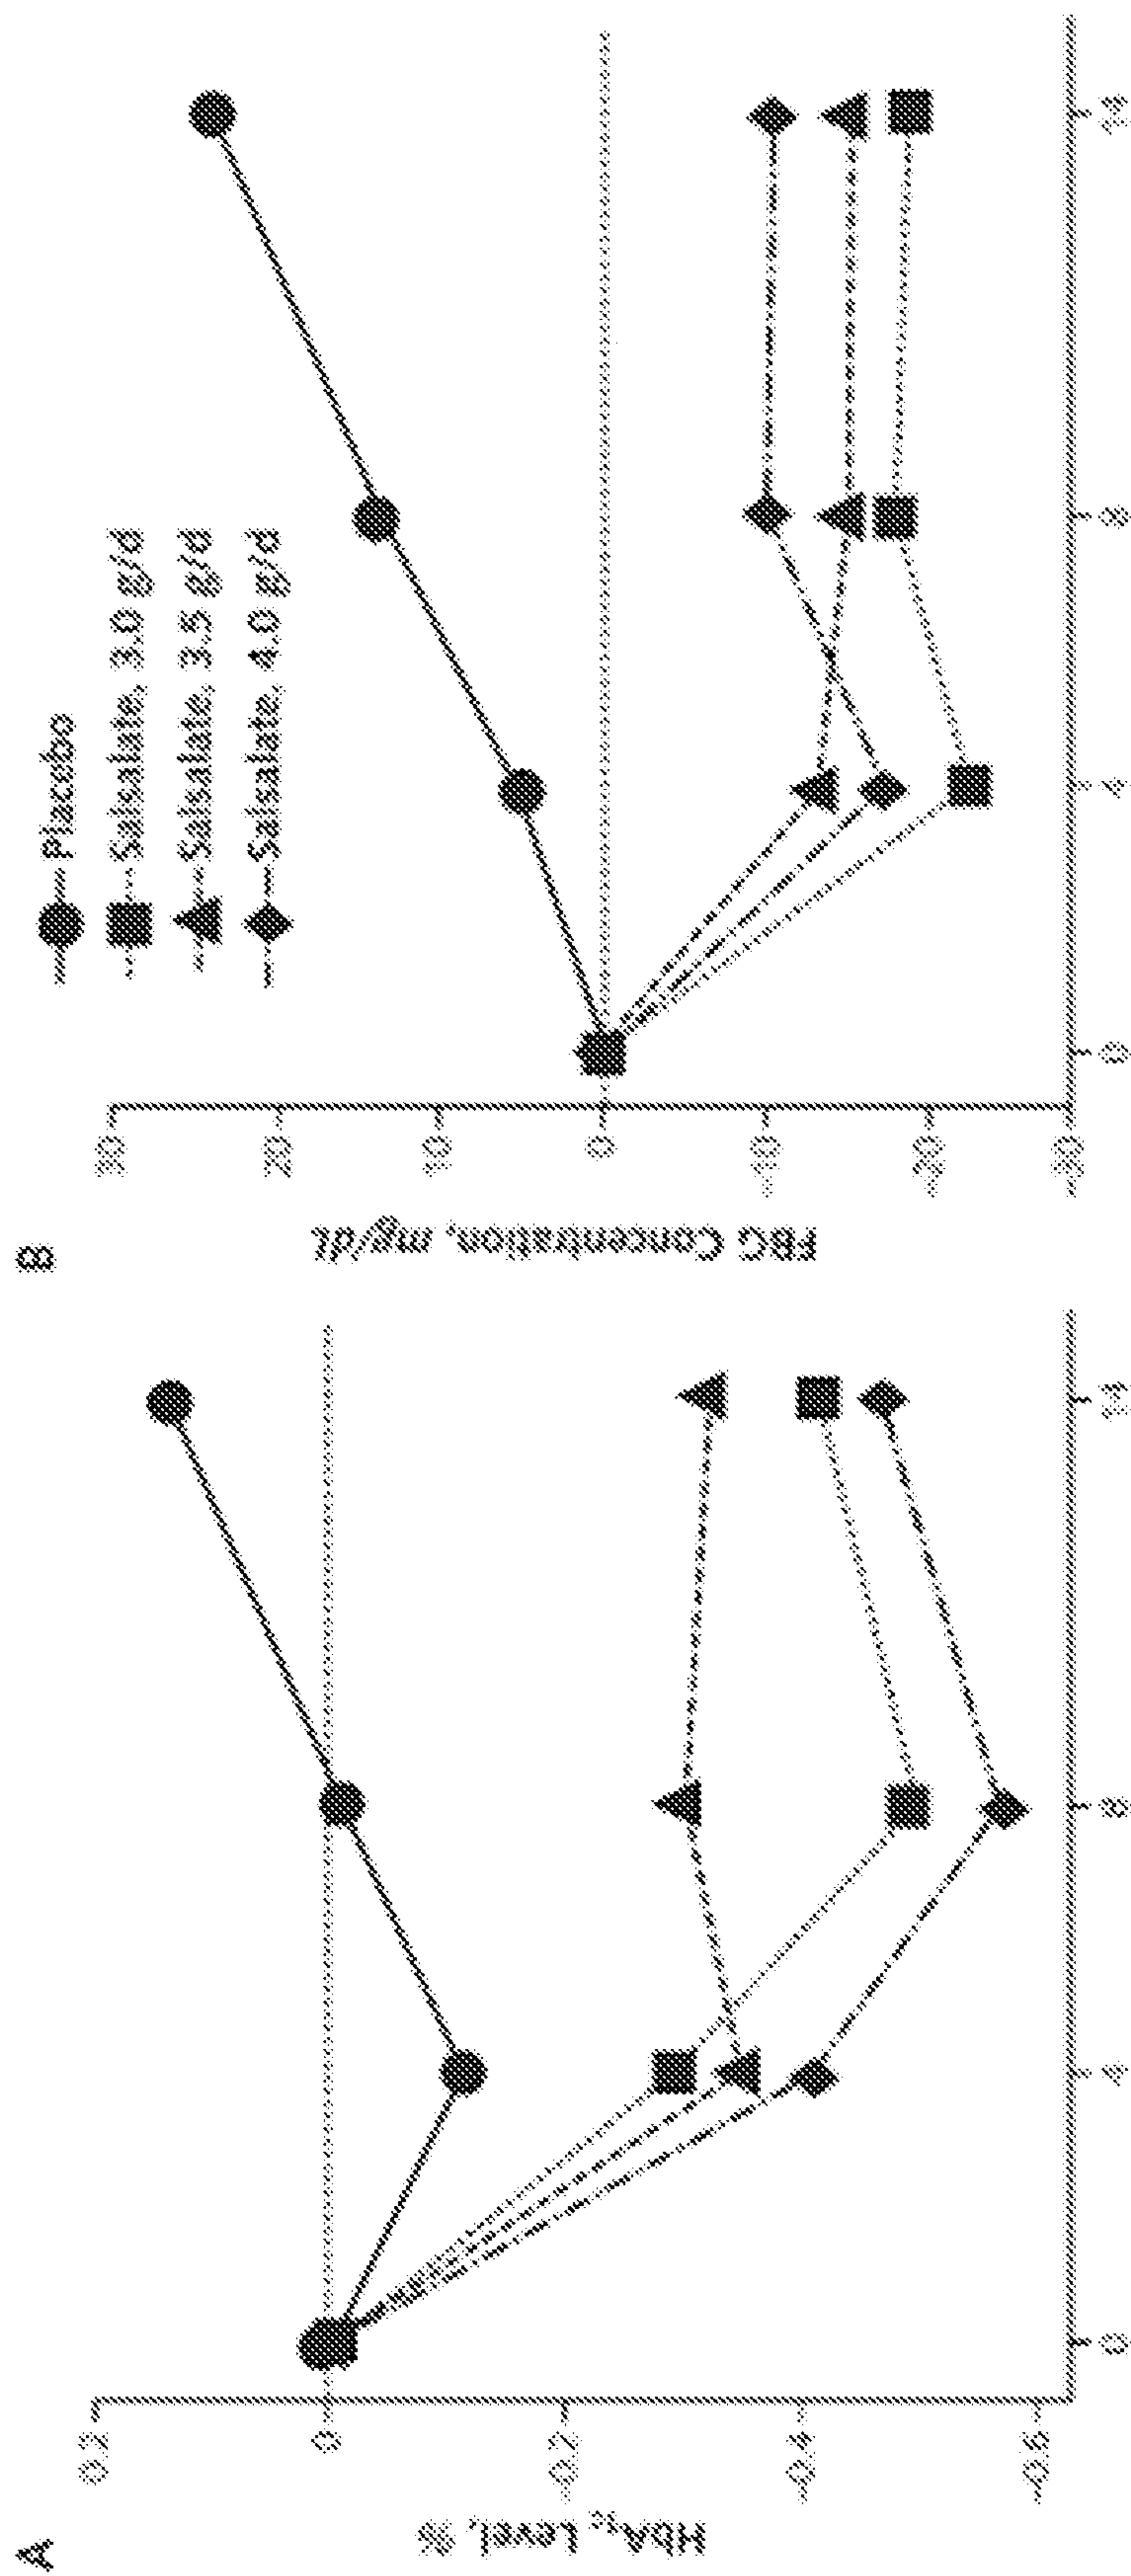 A
HbA1c Level, %
0.2
0
-0.2
-0.4
-0.6
0
4
8
14
B
Placebo
Salsalate, 3.0 g/d
Salsalate, 3.5 g/d
Salsalate, 4.0 g/d
FBG Concentration, mg/dL
30
20
10
0
-10
-20
-30
0
4
8
14